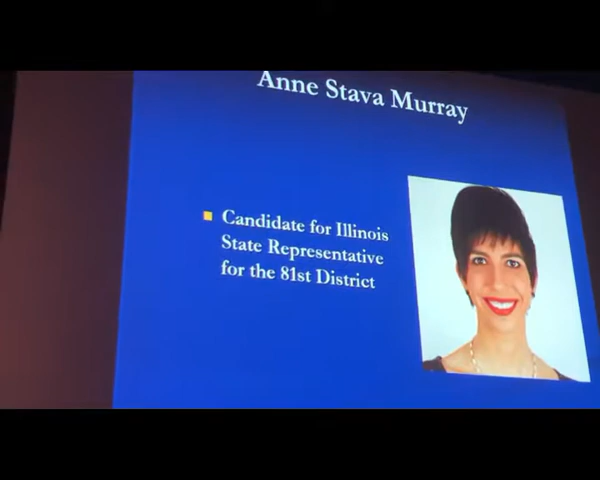 Anne Stava Murray
Candidate for Illinois
State Representative
for the 81st District